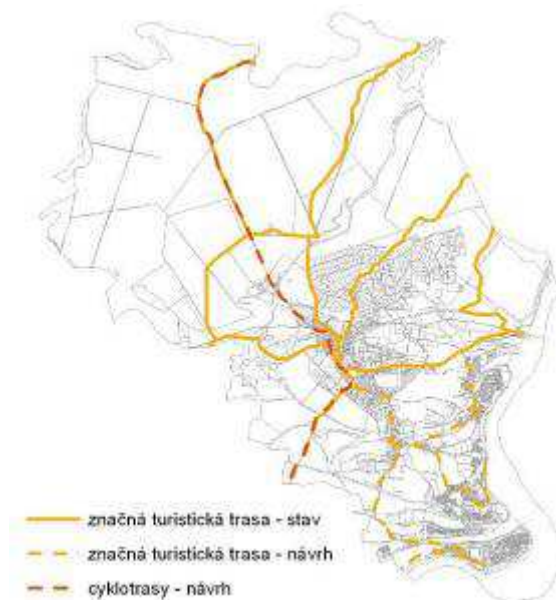 značná turistická trasa - stav
značná turistická trasa - návrh
cyklotrasy - návrh